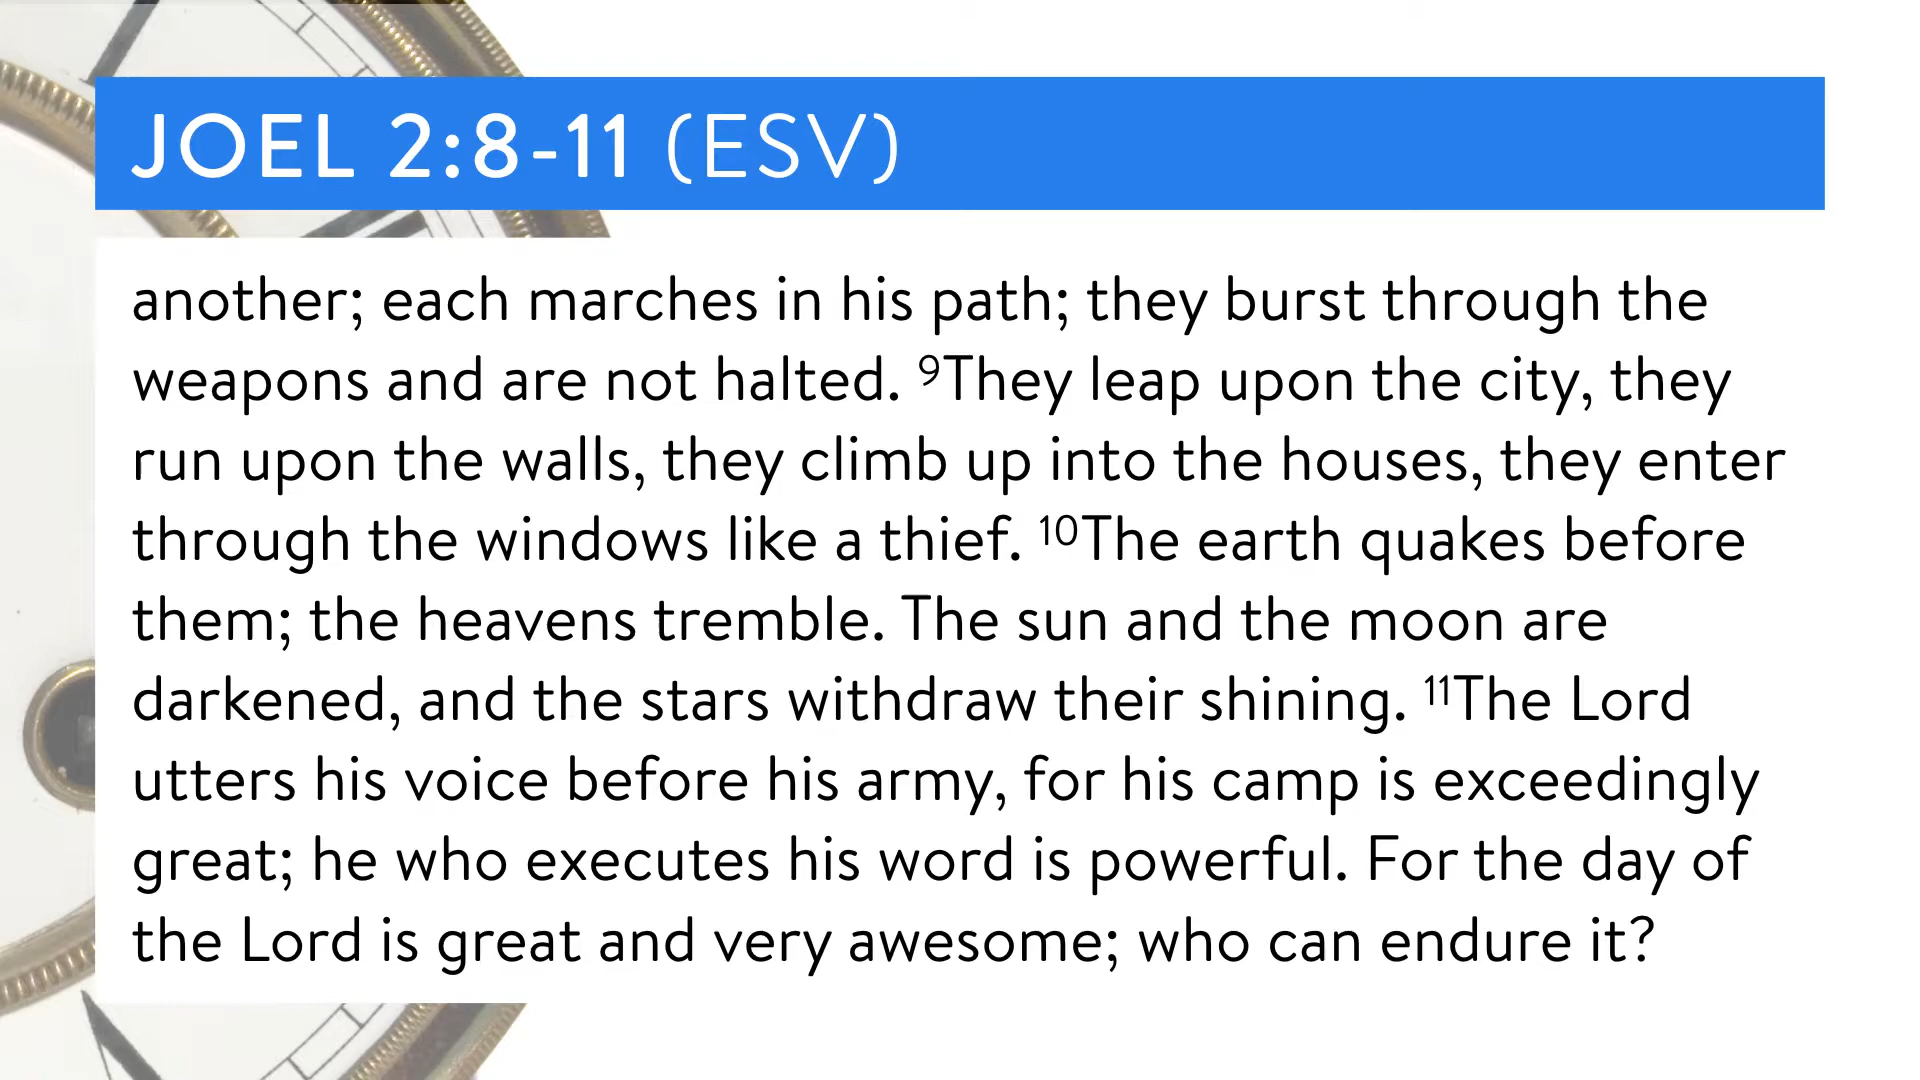 JOEL 2:8-11 (ESV)
another; each marches in his path; they burst through the
weapons and are not halted. ⁹They leap upon the city, they
run upon the walls, they climb up into the houses, they enter
through the windows like a thief. ¹⁰The earth quakes before
them; the heavens tremble. The sun and the moon are
darkened, and the stars withdraw their shining. ¹¹The Lord
utters his voice before his army, for his camp is exceedingly
great; he who executes his word is powerful. For the day of
the Lord is great and very awesome; who can endure it?